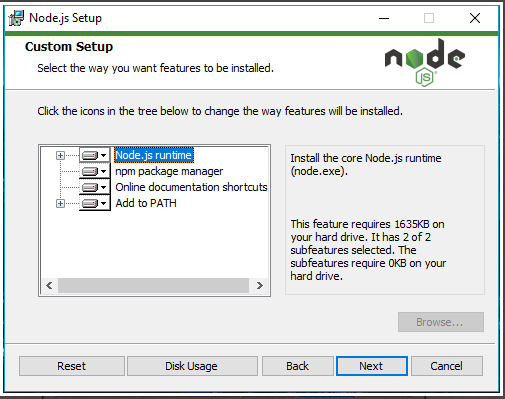 Node.js Setup
Custom Setup
Select the way you want features to be installed.
node
JS
Click the icons in the tree below to change the way features will be installed.
Node.js runtime
npm package manager
Online documentation shortcuts
Add to PATH
Install the core Node.js runtime
(node.exe).
This feature requires 1635KB on
your hard drive. It has 2 of 2
subfeatures selected. The
subfeatures require 0KB on your
hard drive.
Browse...
Reset
Disk Usage
Back
Next
Cancel